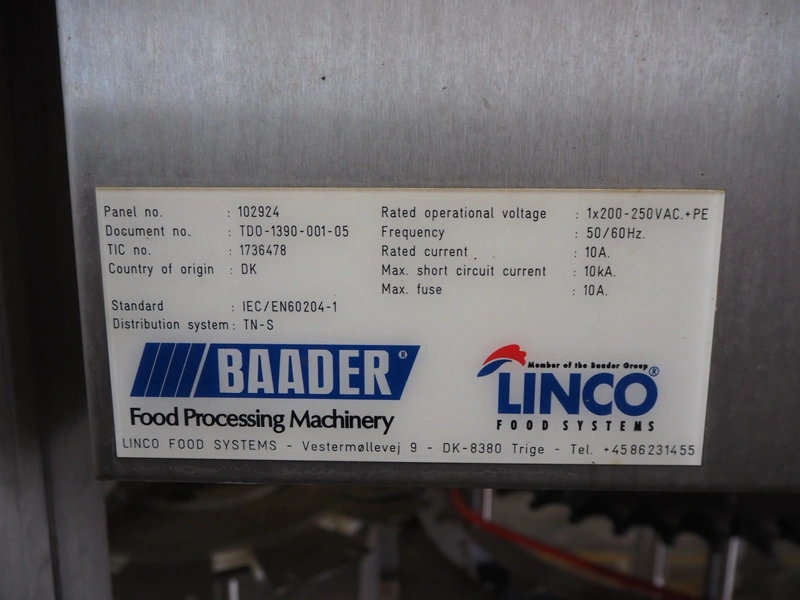 Panel no. : 102924
Document no. : TDO-1390-001-05
TIC no. : 1736478
Country of origin : DK
Standard : IEC/EN60204-1
Distribution system : TN-S
Rated operational voltage : 1x200-250VAC.+PE
Frequency : 50/60Hz.
Rated current : 10A.
Max. short circuit current : 10kA.
Max. fuse : 10A.
BAADER®
Food Processing Machinery
Member of the Baader Group
LINCO®
FOOD SYSTEMS
LINCO FOOD SYSTEMS - Vestermøllevej 9 - DK-8380 Trige - Tel. +4586231455